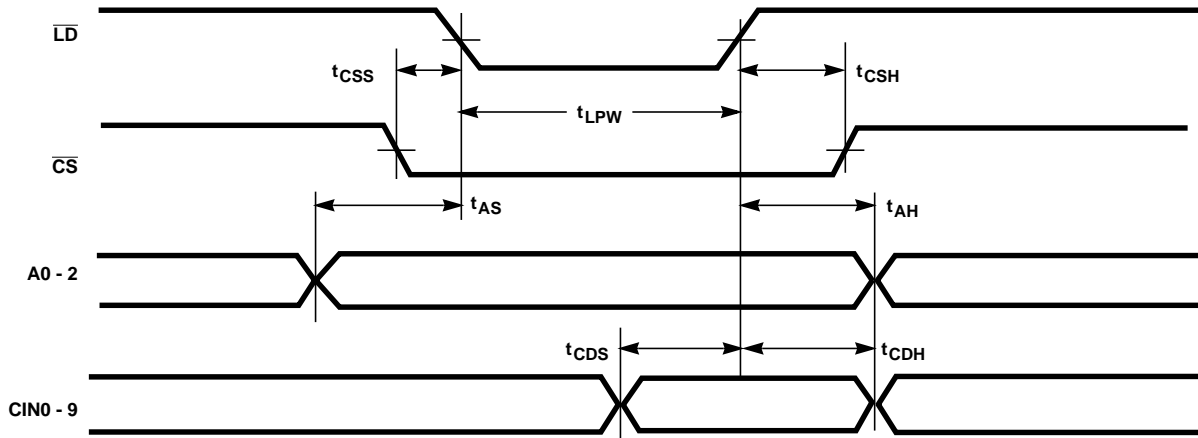 LD
tCSS
tCSH
tLPW
CS
tAS
tAH
A0 - 2
tCDS
tCDH
CIN0 - 9